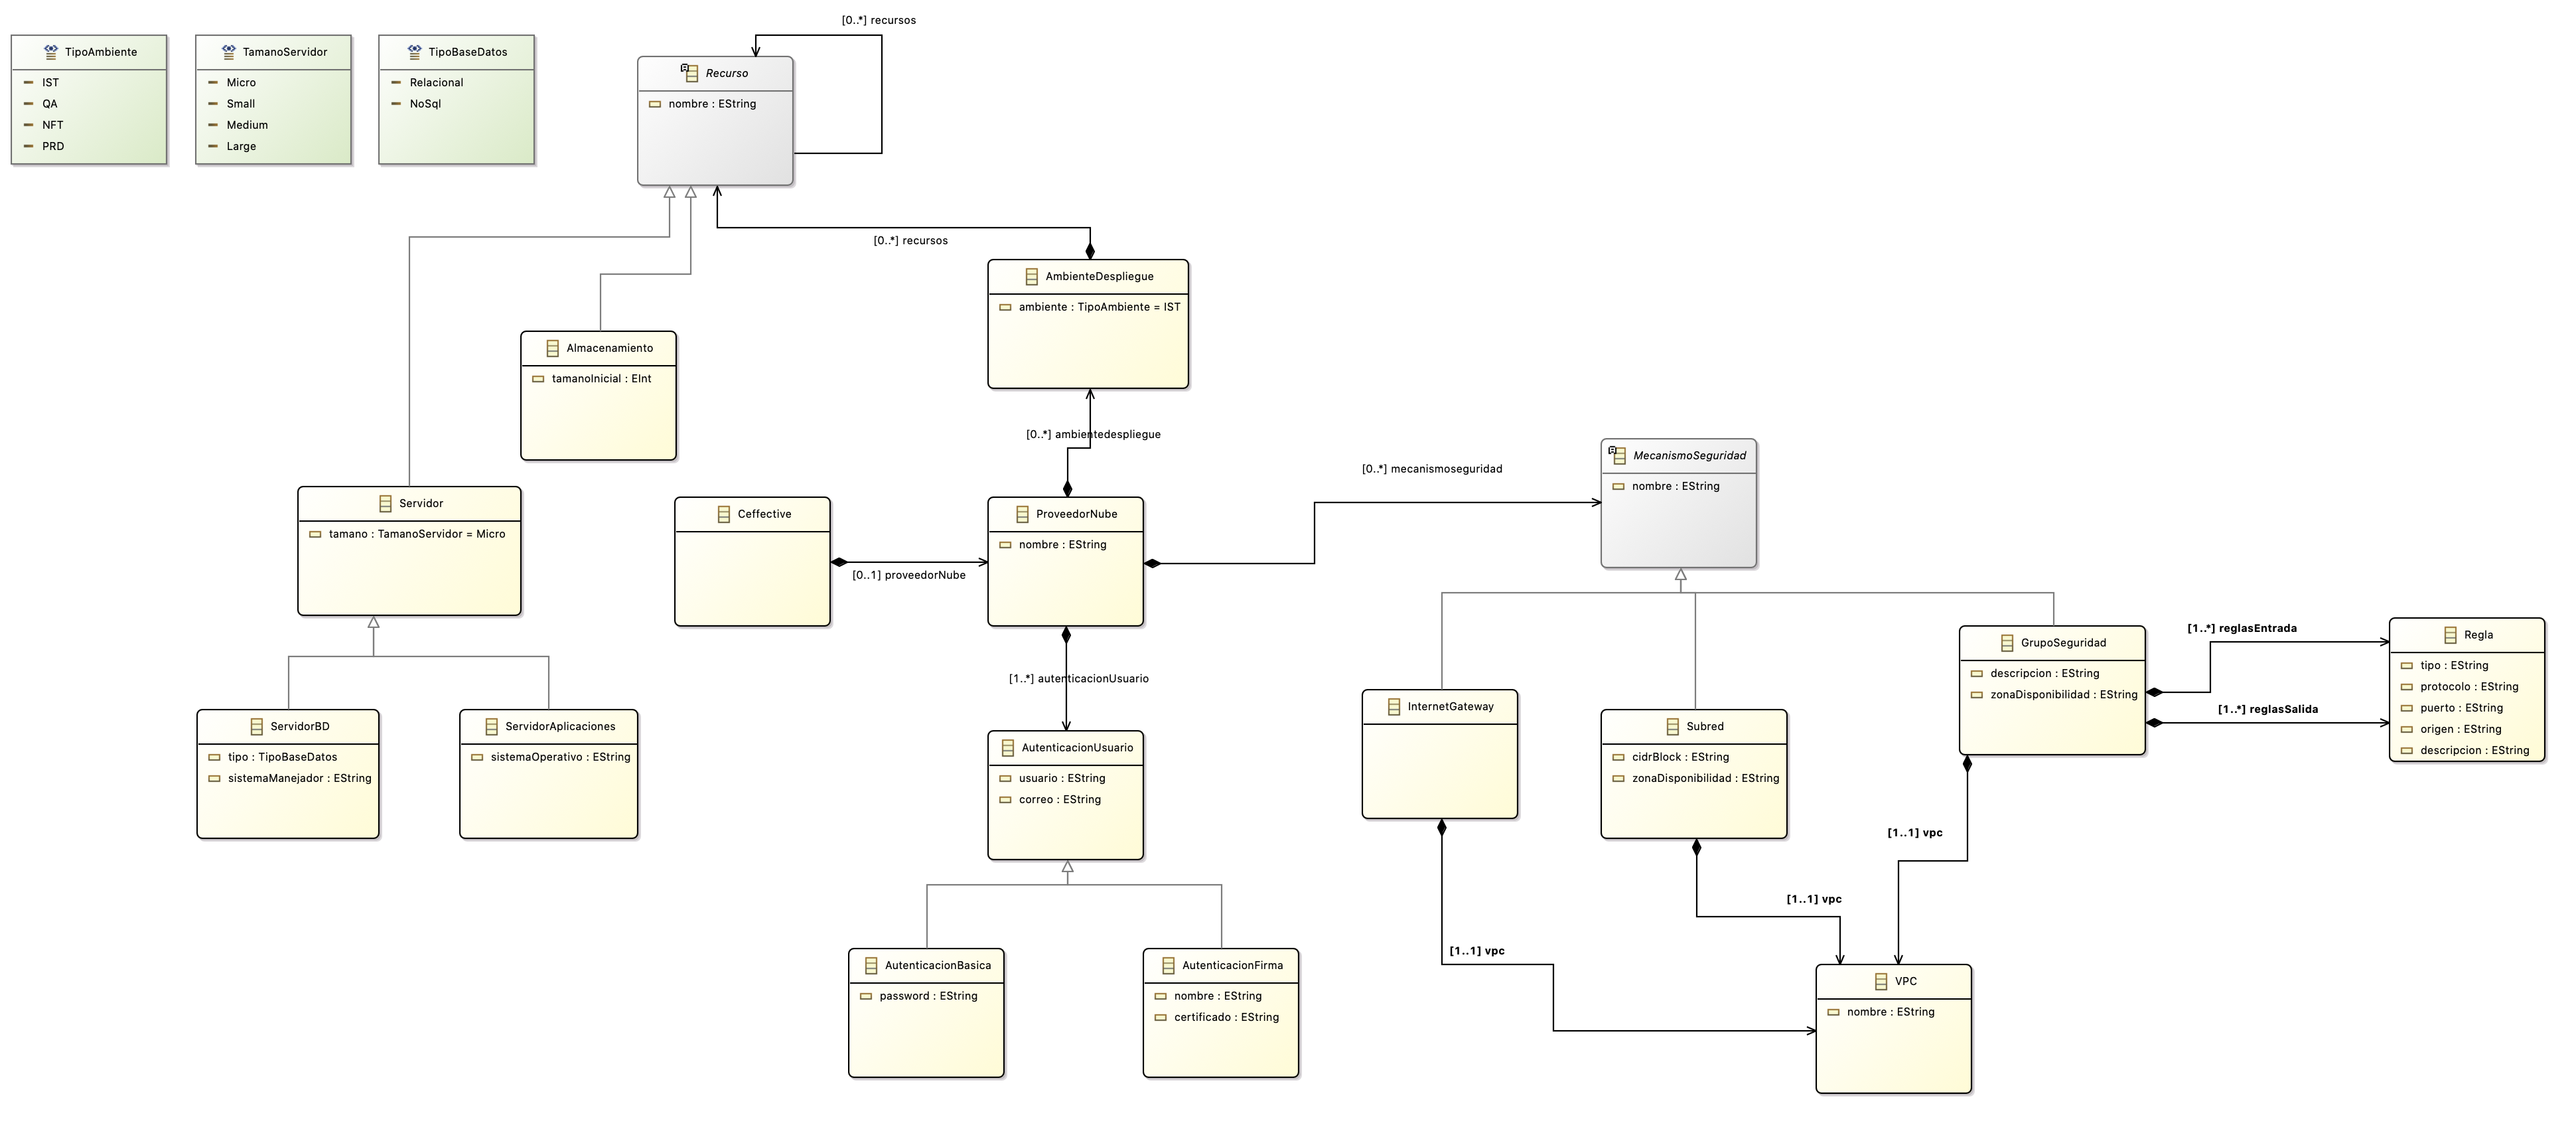 [0..*] recursos
TipoAmbiente
IST
QA
NFT
PRD
TamanoServidor
Micro
Small
Medium
Large
TipoBaseDatos
Relacional
NoSql
Recurso
nombre : EString
[0..*] recursos
AmbienteDespliegue
ambiente : TipoAmbiente = IST
Almacenamiento
tamanoInicial : EInt
[0..*] ambientedespliegue
[0..*] mecanismoseguridad
MecanismoSeguridad
nombre : EString
Servidor
tamano : TamanoServidor = Micro
Ceffective
[0..1] proveedorNube
ProveedorNube
nombre : EString
[1..*] autenticacionUsuario
GrupoSeguridad
descripcion : EString
zonaDisponibilidad : EString
[1..*] reglasEntrada
[1..*] reglasSalida
Regla
tipo : EString
protocolo : EString
puerto : EString
origen : EString
descripcion : EString
ServidorBD
tipo : TipoBaseDatos
sistemaManejador : EString
ServidorAplicaciones
sistemaOperativo : EString
AutenticacionUsuario
usuario : EString
correo : EString
InternetGateway
Subred
cidrBlock : EString
zonaDisponibilidad : EString
[1..1] vpc
[1..1] vpc
[1..1] vpc
AutenticacionBasica
password : EString
AutenticacionFirma
nombre : EString
certificado : EString
VPC
nombre : EString